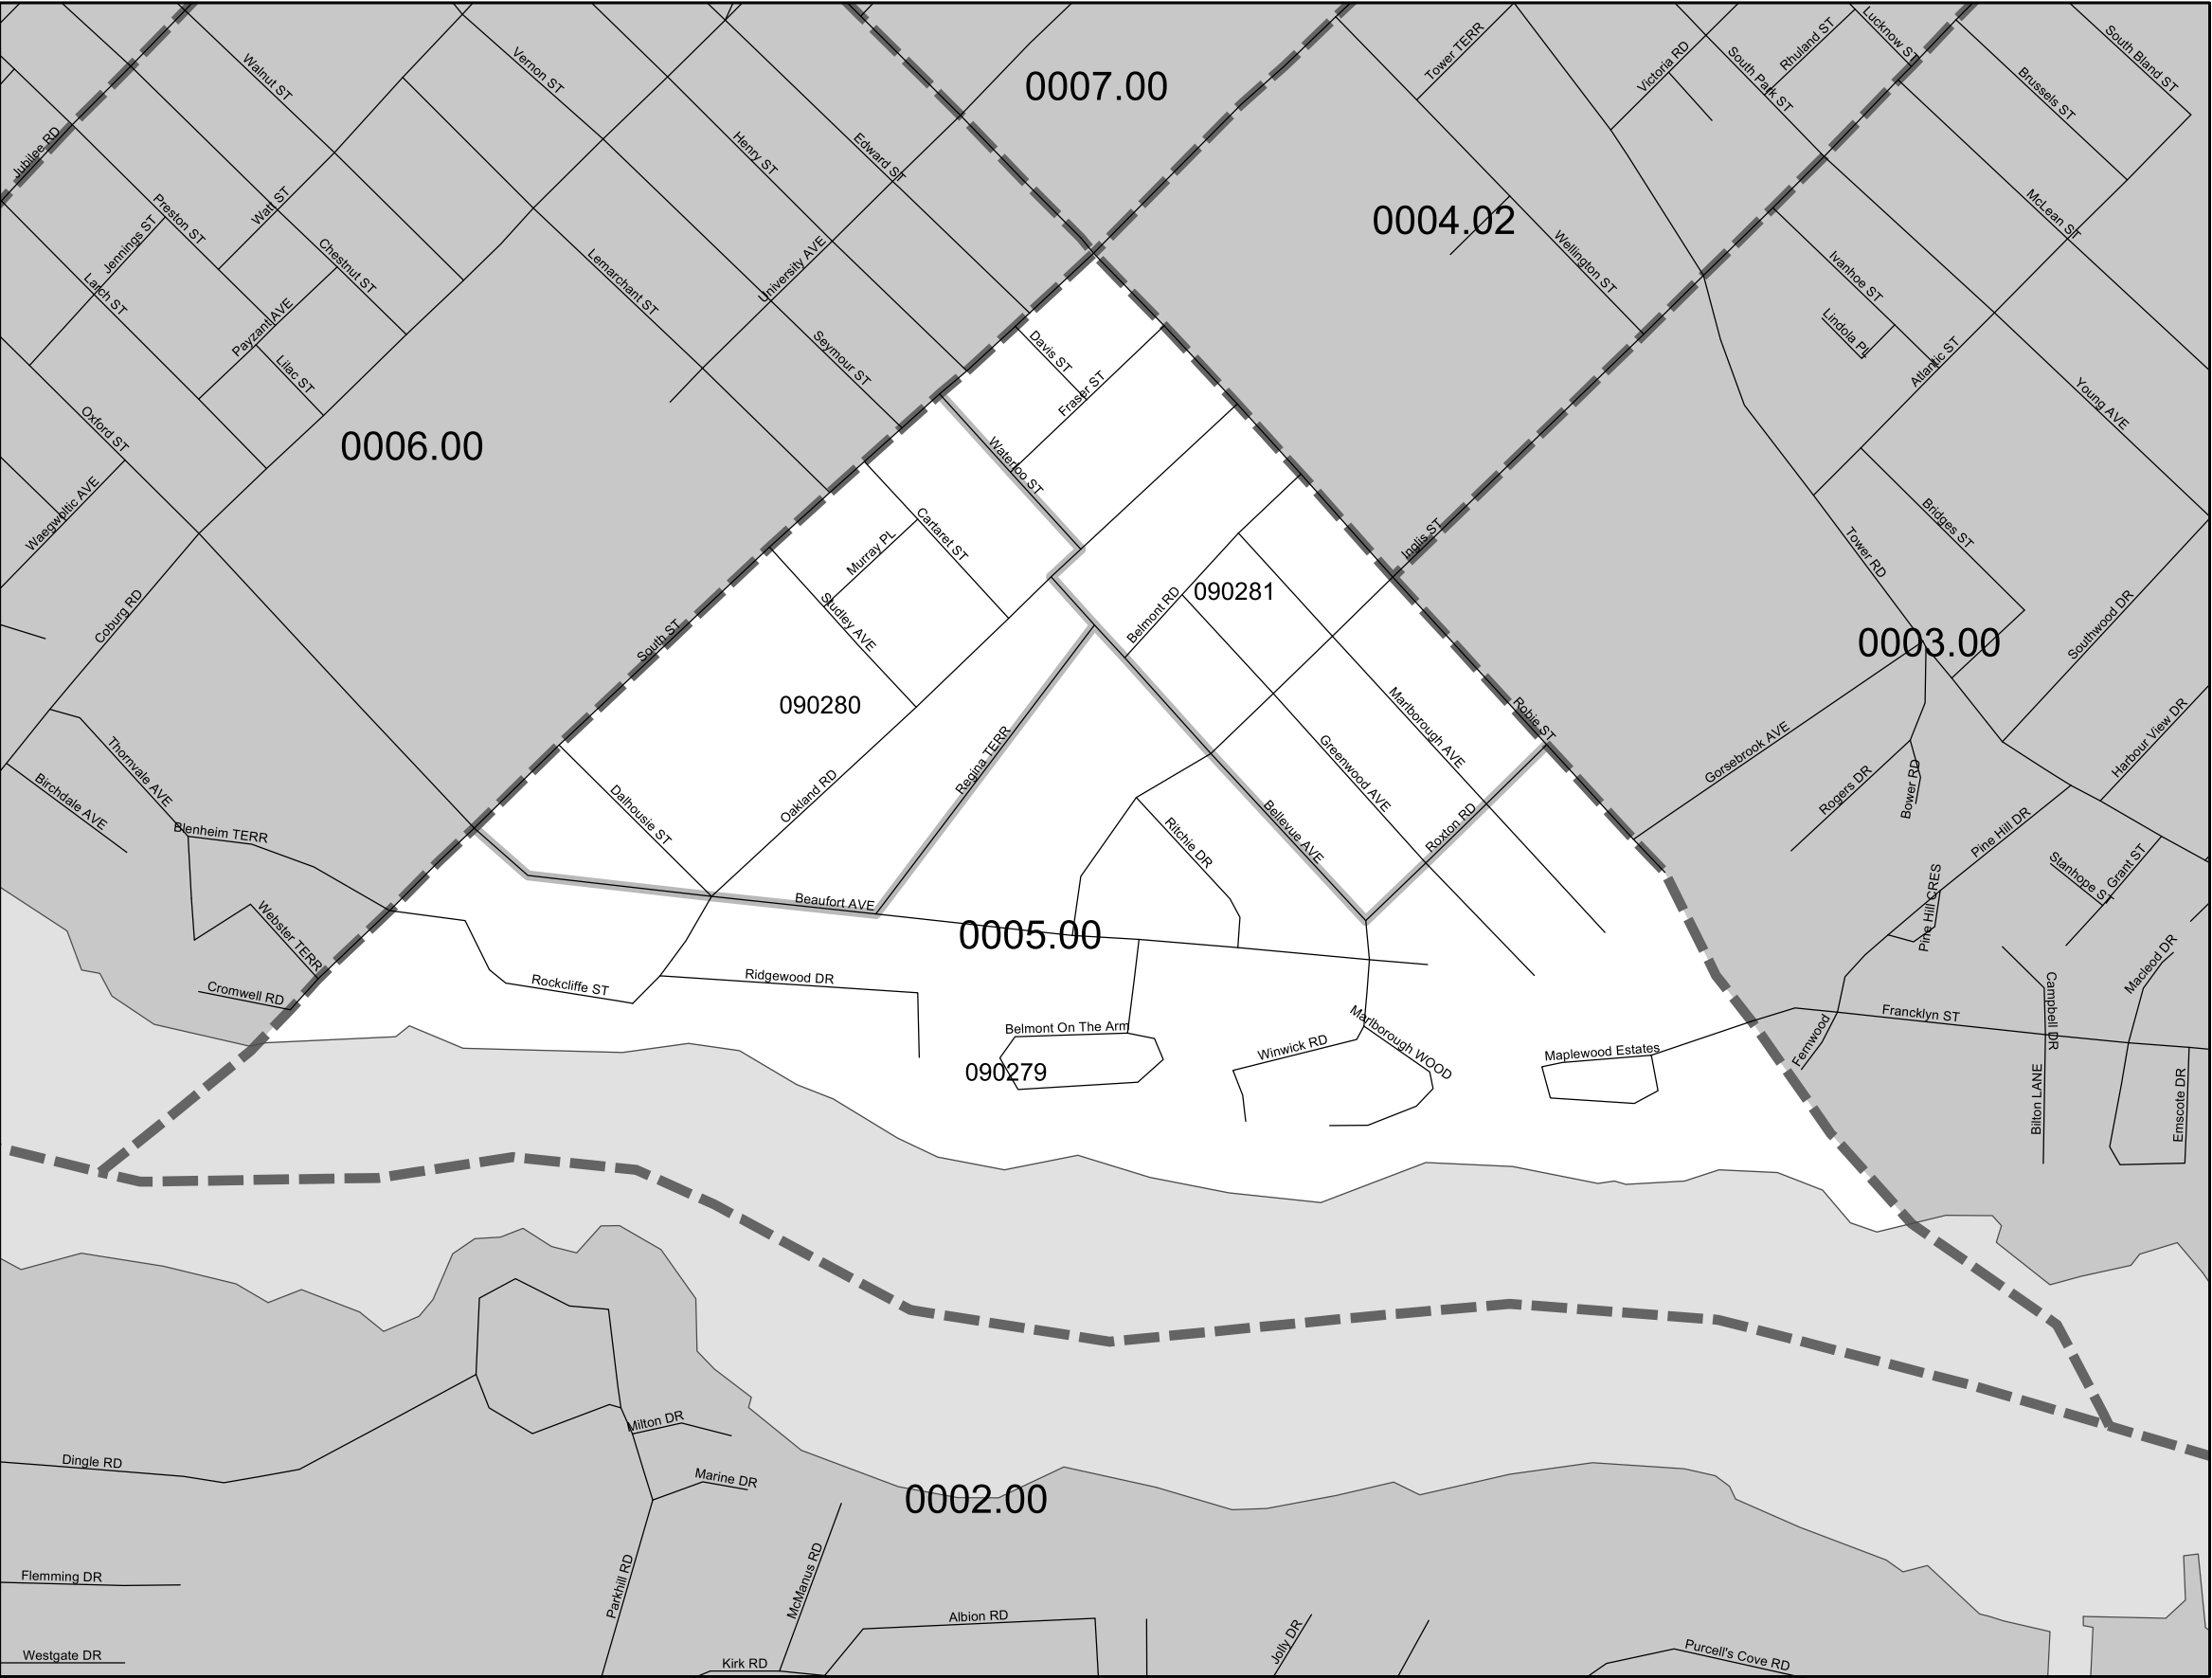 0007.00
Tower TERR
Victoria RD
South Park ST
Rhuland ST
Lucknow ST
South Bland ST
Brussels ST
Walnut ST
Vernon ST
Henry ST
Edward ST
Jubilee RD
Preston ST
Watt ST
Jennings ST
Chestnut ST
Larch ST
Payzant AVE
Lilac ST
Lemarchant ST
University AVE
Seymour ST
0004.02
Wellington ST
McLean ST
Ivanhoe ST
Lindola PL
Atlantic ST
Young AVE
Davis ST
Fraser ST
Oxford ST
0006.00
Waegwoltic AVE
Waterloo ST
Cartaret ST
Murray PL
Studley AVE
Inglis ST
Bridges ST
Tower RD
Coburg RD
South ST
Belmont RD
090281
0003.00
Southwood DR
090280
Regina TERR
Oakland RD
Dalhousie ST
Marlborough AVE
Robie ST
Greenwood AVE
Bellevue AVE
Roxton RD
Ritchie DR
Gorsebrook AVE
Rogers DR
Bower RD
Harbour View DR
Pine Hill DR
Thornvale AVE
Birchdale AVE
Blenheim TERR
Webster TERR
Cromwell RD
Beaufort AVE
0005.00
Rockcliffe ST
Ridgewood DR
Belmont On The Arm
090279
Winwick RD
Marlborough WOOD
Maplewood Estates
Pine Hill CRES
Stanhope ST
Grant ST
Macleod DR
Campbell DR
Francklyn ST
Fernwood
Bilton LANE
Emscote DR
Milton DR
Dingle RD
Marine DR
0002.00
Flemming DR
Parkhill RD
McManus RD
Albion RD
Jolly DR
Westgate DR
Kirk RD
Purcell's Cove RD